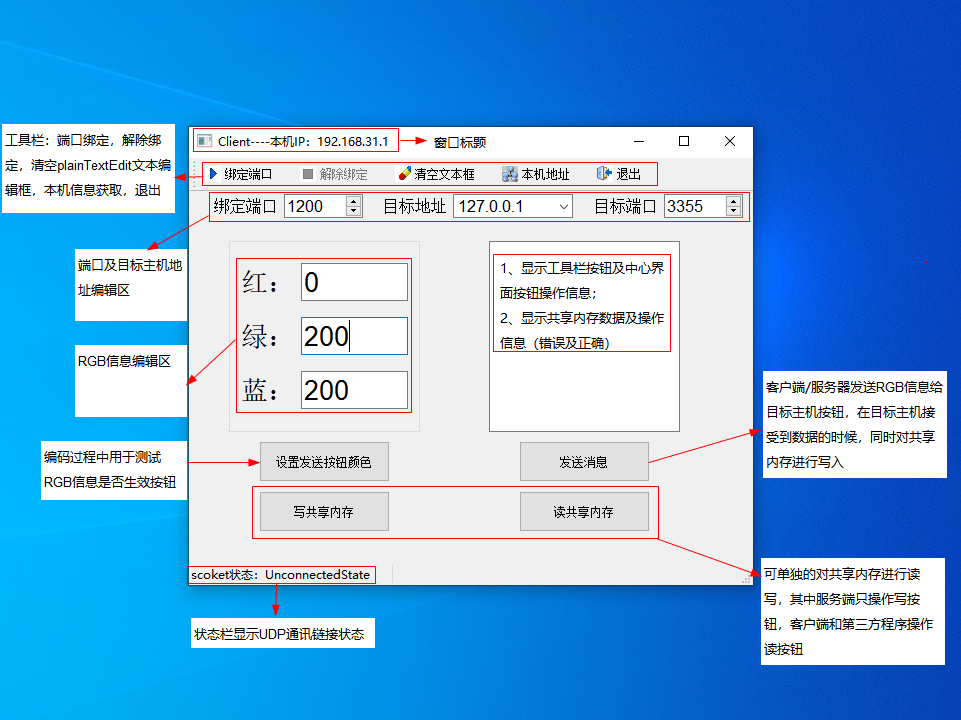 Client----本机IP：192.168.31.1
窗口标题
工具栏：端口绑定，解除绑
定，清空plainTextEdit文本编
辑框，本机信息获取，退出
绑定端口 解除绑定 清空文本框 本机地址 退出
绑定端口 1200 目标地址 127.0.0.1 目标端口 3355
端口及目标主机地
址编辑区
红： 0
绿： 200
蓝： 200
1、显示工具栏按钮及中心界
面按钮操作信息；
2、显示共享内存数据及操作
信息（错误及正确）
RGB信息编辑区
客户端/服务器发送RGB信息给
目标主机按钮，在目标主机接
受到数据的时候，同时对共享
内存进行写入
编码过程中用于测试
RGB信息是否生效按钮
设置发送按钮颜色 发送消息
写共享内存 读共享内存
可单独的对共享内存进行读
写，其中服务端只操作写按
钮，客户端和第三方程序操作
读按钮
scoket状态：UnconnectedState
状态栏显示UDP通讯链接状态